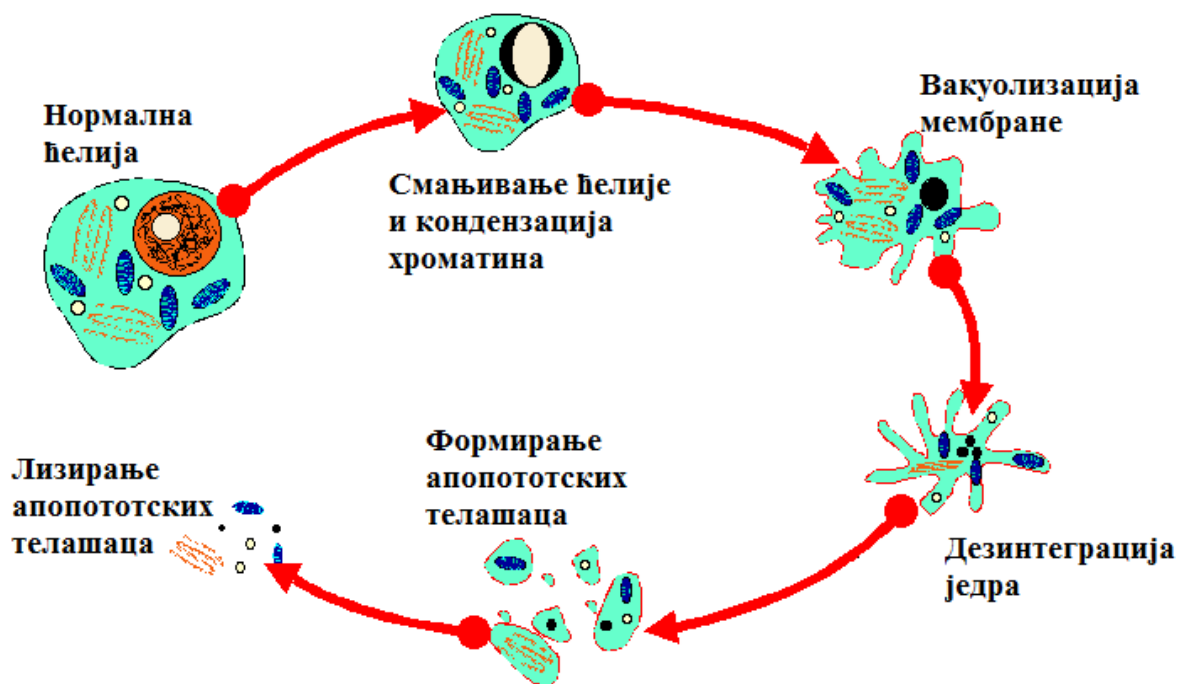 Нормална
ћелија
Смањивање ћелије
и кондензација
хроматина
Вакуолизација
мембране
Дезинтеграција
једра
Формирање
апопототских
телашаца
Лизирање
апопототских
телашаца